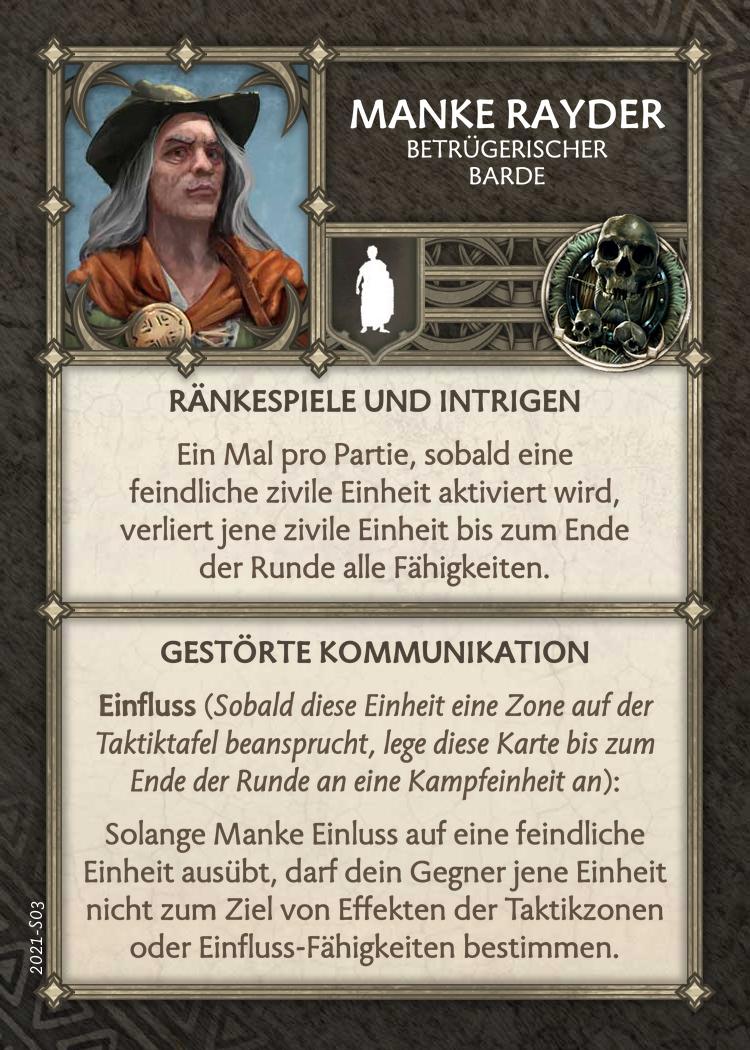 MANKE RAYDER
BETRÜGERISCHER
BARDE
RÄNKESPIELE UND INTRIGEN
Ein Mal pro Partie, sobald eine
feindliche zivile Einheit aktiviert wird,
verliert jene zivile Einheit bis zum Ende
der Runde alle Fähigkeiten.
GESTÖRTE KOMMUNIKATION
Einfluss (Sobald diese Einheit eine Zone auf der
Taktiktafel beansprucht, lege diese Karte bis zum
Ende der Runde an eine Kampfeinheit an):
Solange Manke Einluss auf eine feindliche
Einheit ausübt, darf dein Gegner jene Einheit
nicht zum Ziel von Effekten der Taktikzonen
oder Einfluss-Fähigkeiten bestimmen.
2021-S03